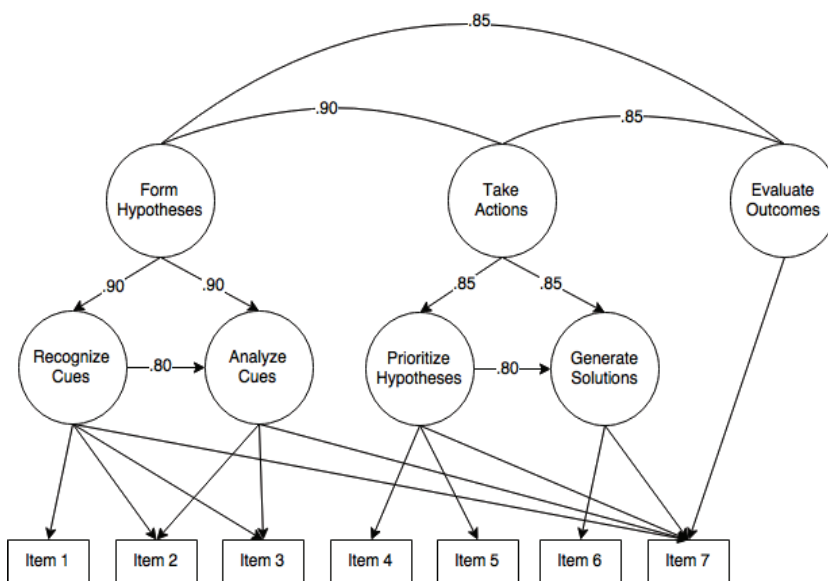 .85
.90
.85
Form
Hypotheses
Take
Actions
Evaluate
Outcomes
.90
.90
.85
.85
Recognize
Cues
.80
Analyze
Cues
Prioritize
Hypotheses
.80
Generate
Solutions
Item 1
Item 2
Item 3
Item 4
Item 5
Item 6
Item 7